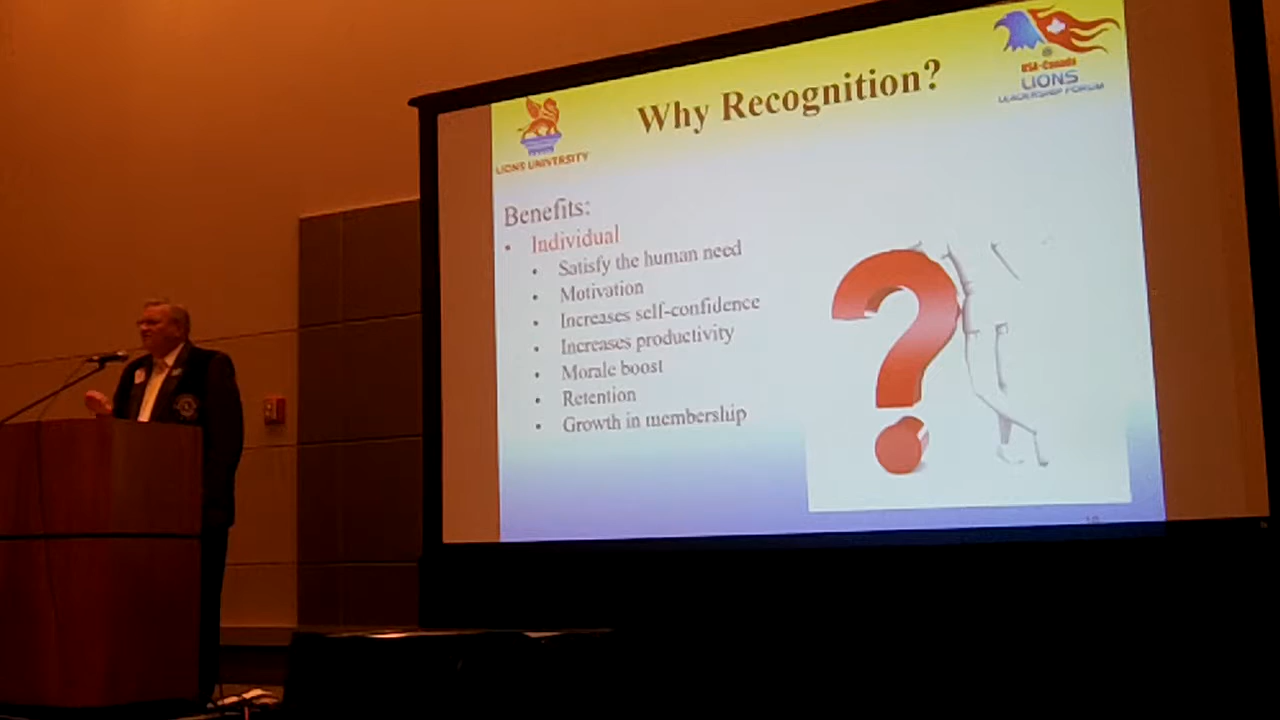 Why Recognition?
LIONS UNIVERSITY
USA-Canada
LIONS
LEADERSHIP FORUM
Benefits:
• Individual
• Satisfy the human need
• Motivation
• Increases self-confidence
• Increases productivity
• Morale boost
• Retention
• Growth in membership